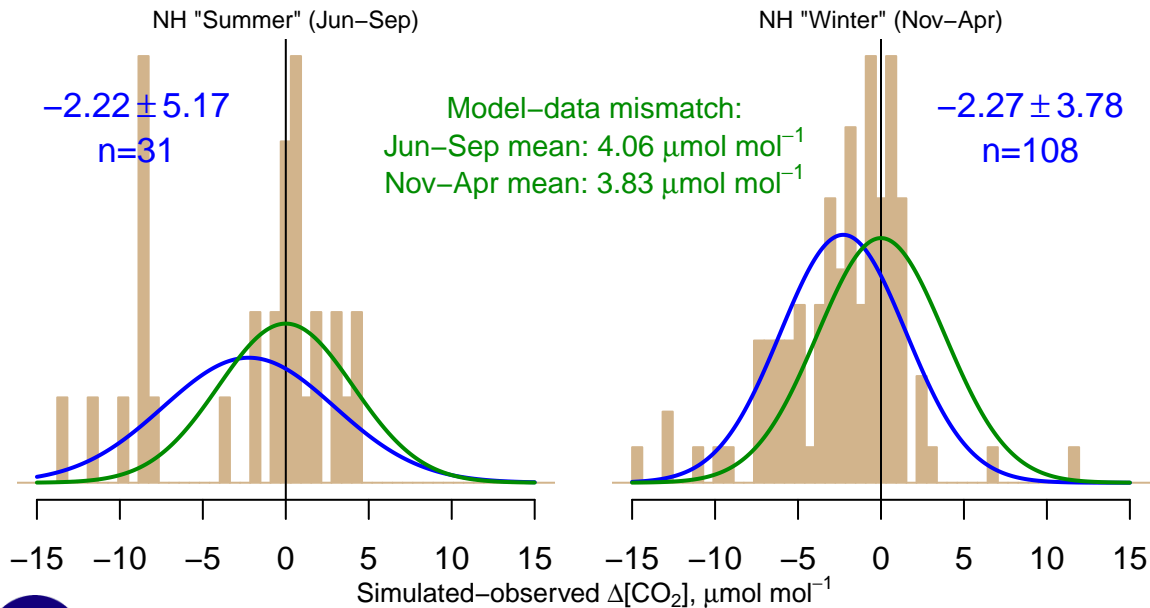 NH "Summer" (Jun−Sep)
NH "Winter" (Nov−Apr)
−2.22 ± 5.17
n=31
Model−data mismatch:
Jun−Sep mean: 4.06 μmol mol⁻¹
Nov−Apr mean: 3.83 μmol mol⁻¹
−2.27 ± 3.78
n=108
−15 −10 −5 0 5 10 15
−15 −10 −5 0 5 10 15
Simulated−observed Δ[CO₂], μmol mol⁻¹